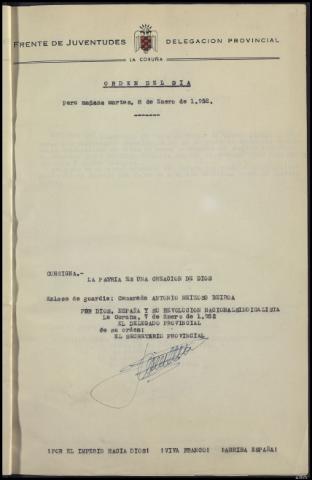 FRENTE DE JUVENTUDES DELEGACION PROVINCIAL
LA CORUÑA
ORDEN DEL DIA
para mañana martes, 8 de Enero de 1.952.
CONSIGNA.-
LA PATRIA ES UNA CREACION DE DIOS
Enlace de guardia: Camarada ANTONIO
POR DIOS, ESPAÑA Y SU REVOLUCION NACIONALSINDICALISTA
La Coruña, 7 de Enero de 1.952
EL DELEGADO PROVINCIAL
de su orden:
EL SECRETARIO PROVINCIAL
¡POR EL IMPERIO HACIA DIOS! ¡VIVA FRANCO! ¡ARRIBA ESPAÑA!